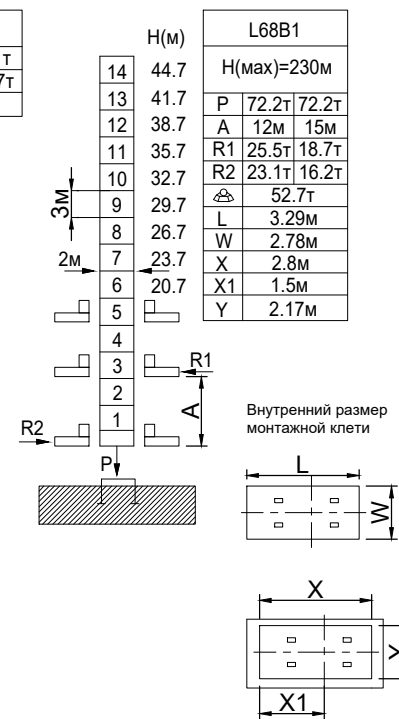 т
7т
H(м)
14 44.7
13 41.7
12 38.7
11 35.7
10 32.7
9 29.7
8 26.7
7 23.7
6 20.7
5
4
3
2
1
3м
2м
R1
R2
A
P
L68B1
H(мах)=230м
P 72.2т 72.2т
A 12м 15м
R1 25.5т 18.7т
R2 23.1т 16.2т
52.7т
L 3.29м
W 2.78м
X 2.8м
X1 1.5м
Y 2.17м
Внутренний размер
монтажной клети
L
W
X
Y
X1